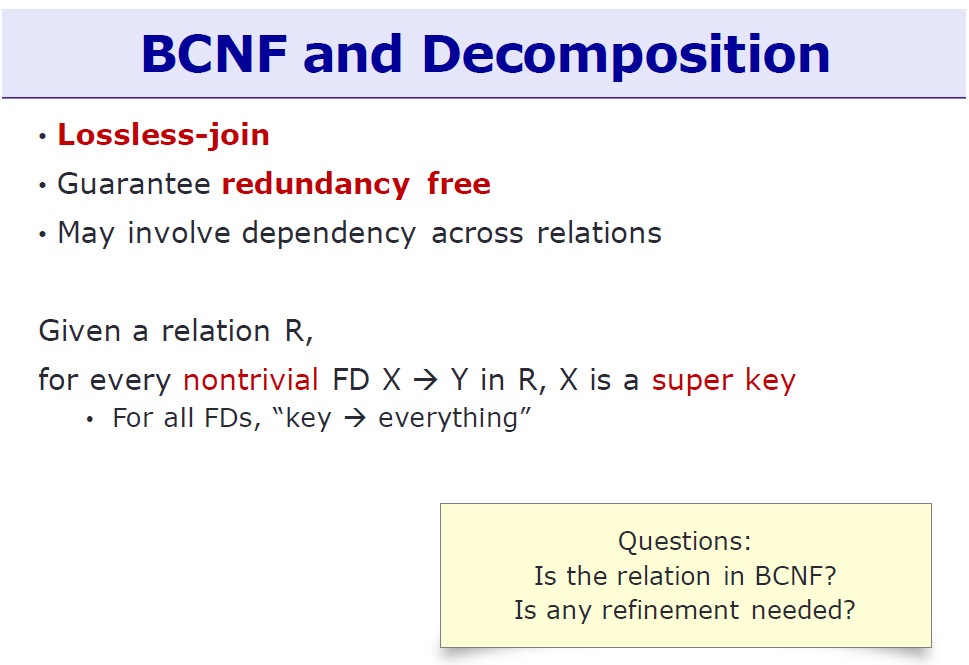 BCNF and Decomposition
• Lossless-join
• Guarantee redundancy free
• May involve dependency across relations
Given a relation R,
for every nontrivial FD X → Y in R, X is a super key
• For all FDs, “key → everything”
Questions:
Is the relation in BCNF?
Is any refinement needed?